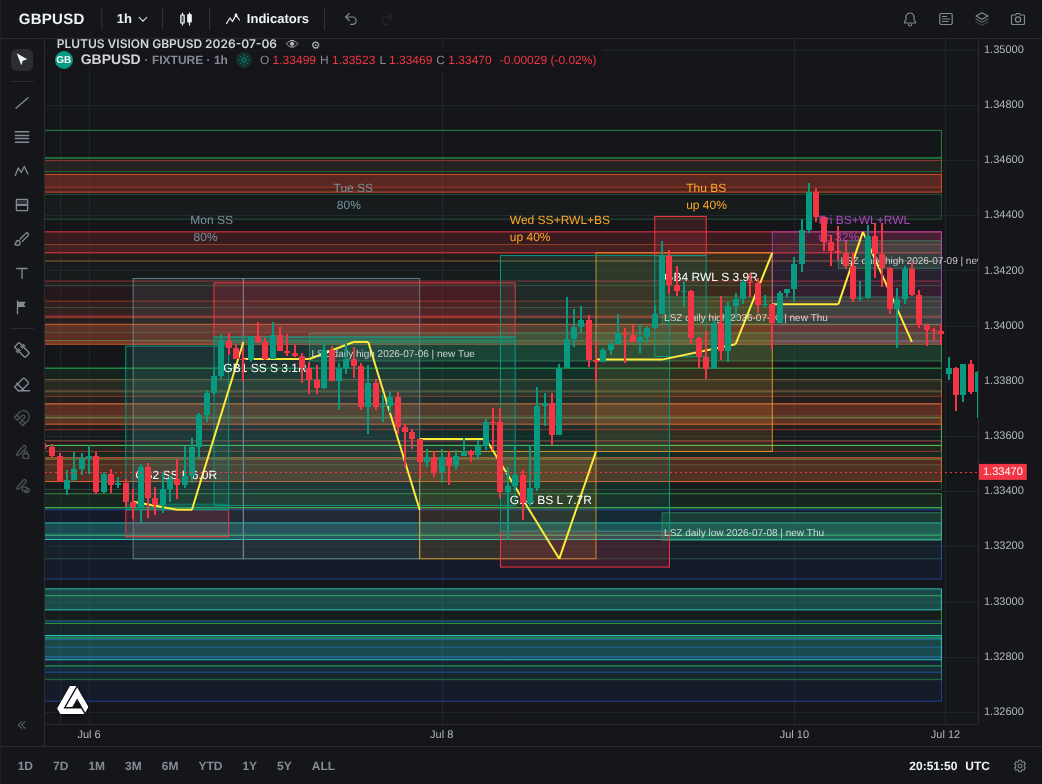 GBPUSD 1h Indicators
PLUTUS VISION GBPUSD 2026-07-06
GB GBPUSD · FIXTURE · 1h O 1.33499 H 1.33523 L 1.33469 C 1.33470 -0.00029 (-0.02%)
1.35000
1.34800
1.34600
Tue SS
80%
Thu BS
up 40%
1.34400
Mon SS
80%
Wed SS+RWL+BS
up 40%
BS+WL+RWL
32%
LSZ daily high 2026-07-09 | new
1.34200
GB4 RWL S 3.9R
LSZ daily high | new Thu
1.34000
LSZ daily high 2026-07-06 | new Tue
GB1 SS S 3.1R
1.33800
1.33600
GB2 SS L 6.0R
1.33470
1.33400
BS L 7.7R
LSZ daily low 2026-07-08 | new Thu
1.33200
1.33000
1.32800
1.32600
Jul 6 Jul 8 Jul 10 Jul 12
1D 7D 1M 3M 6M YTD 1Y 5Y ALL 20:51:50 UTC